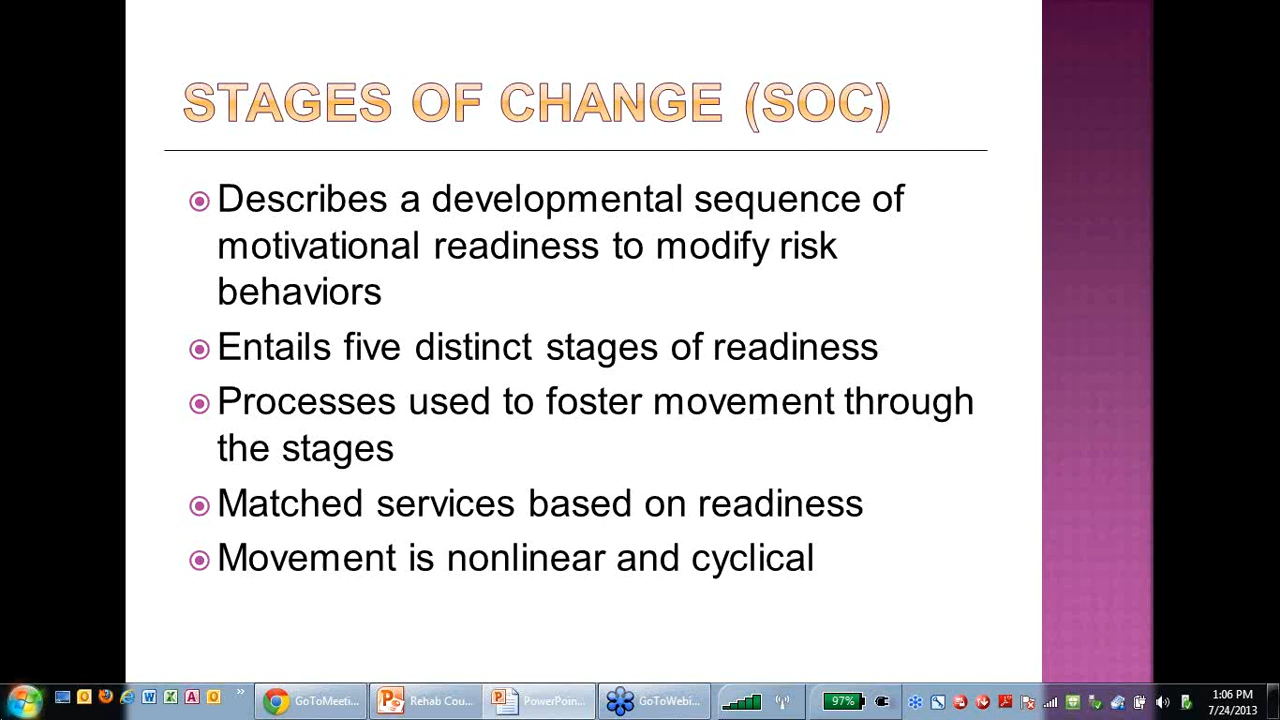 STAGES OF CHANGE (SOC)
Describes a developmental sequence of
motivational readiness to modify risk
behaviors
Entails five distinct stages of readiness
Processes used to foster movement through
the stages
Matched services based on readiness
Movement is nonlinear and cyclical
GoToMeeti...
Rehab Cou...
PowerPoin...
GoToWebi...
97%
1:06 PM
7/24/2013